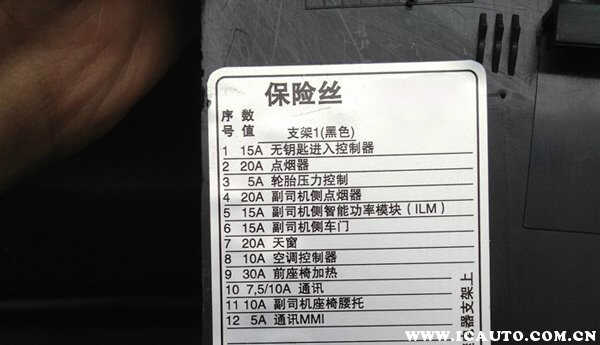 保险丝
序 数
号 值 支架1(黑色)
1 15A 无钥匙进入控制器
2 20A 点烟器
3 5A 轮胎压力控制
4 20A 副司机侧点烟器
5 15A 副司机侧智能功率模块(ILM)
6 15A 副司机侧车门
7 20A 天窗
8 10A 空调控制器
9 30A 前座椅加热
10 7,5/10A 通讯
11 10A 副司机座椅腰托
12 5A 通讯MMI
器支架上
WWW.ICAUTO.COM.CN